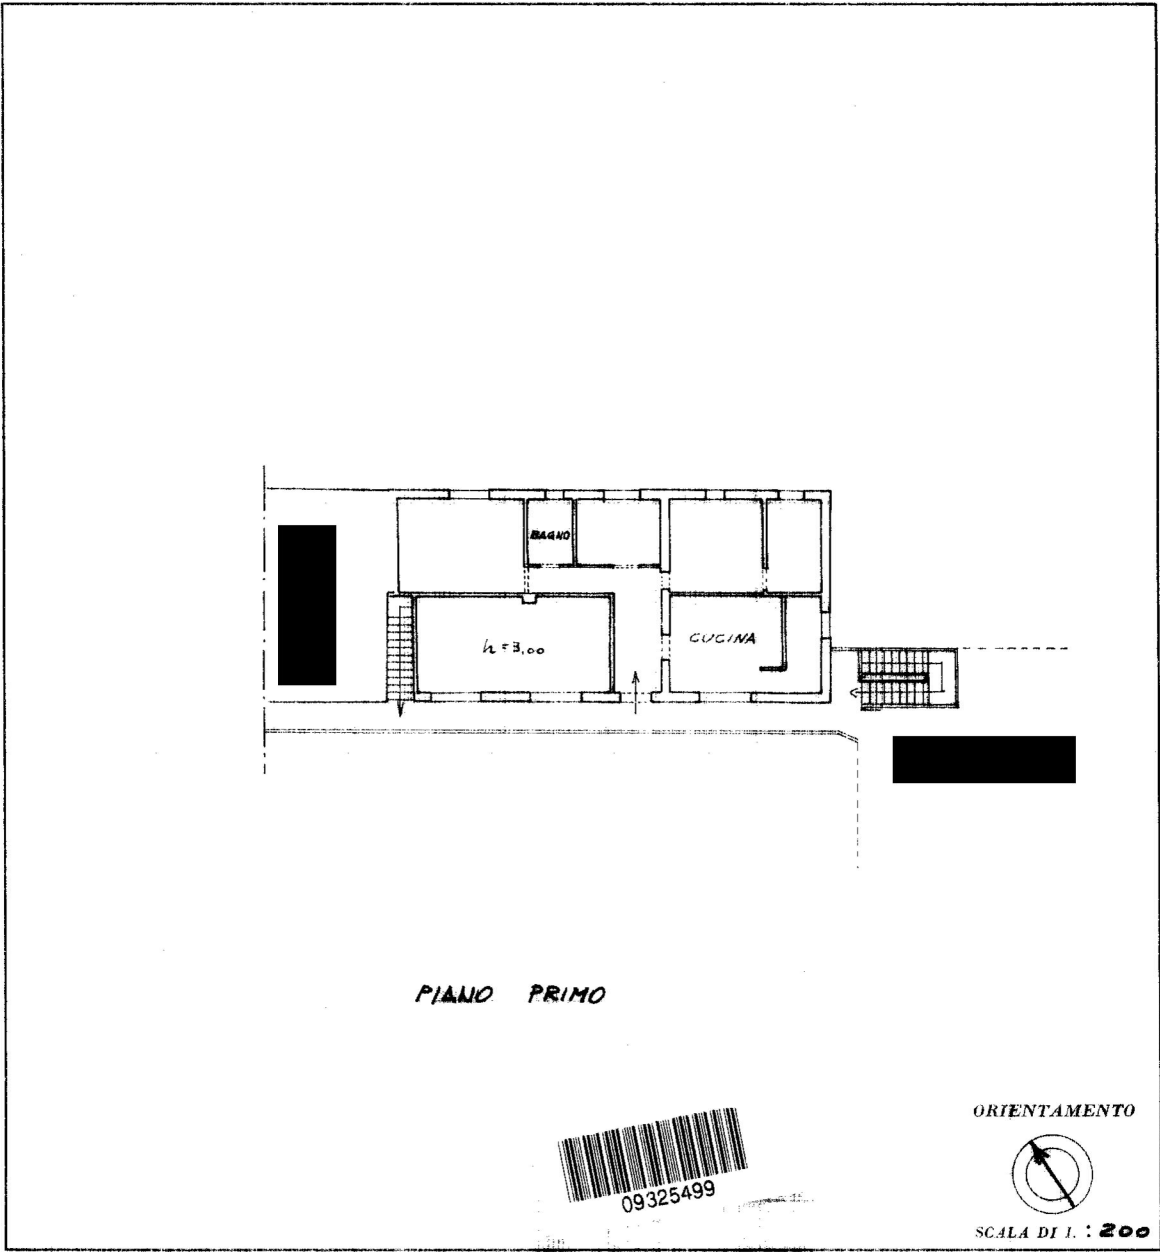 BAGNO
h = 3,00
CUCINA
PIANO PRIMO
ORIENTAMENTO
09325499
SCALA DI 1. : 200